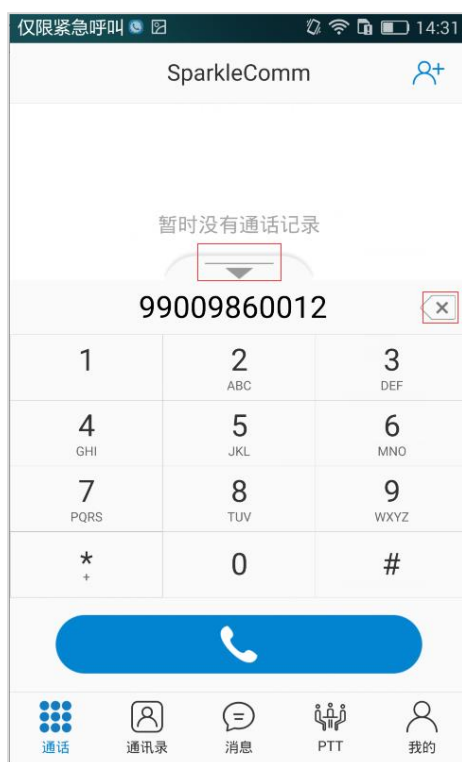 仅限紧急呼叫 14:31
SparkleComm
暂时没有通话记录
99009860012
1 2 3
ABC DEF
4 5 6
GHI JKL MNO
7 8 9
PQRS TUV WXYZ
* 0 #
+
通话 通讯录 消息 PTT 我的